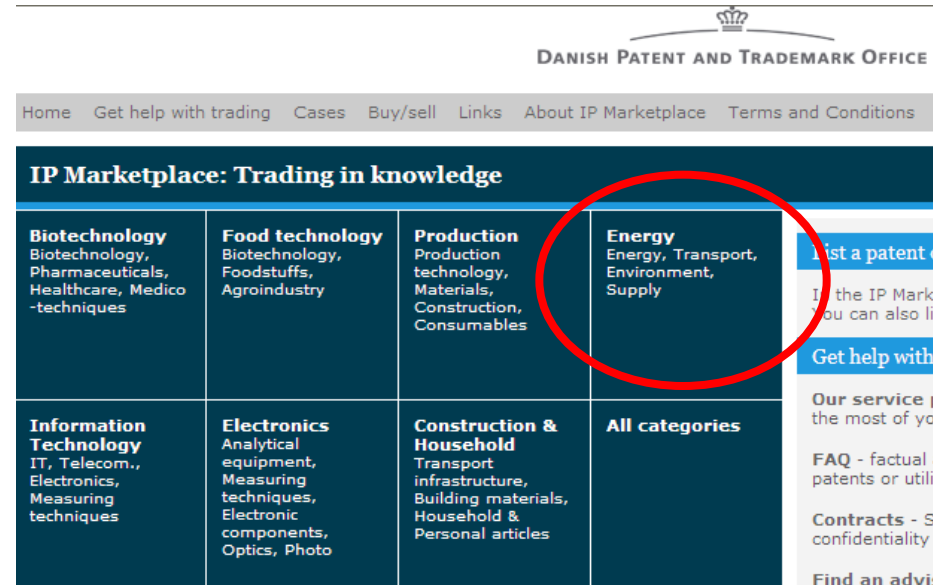 DANISH PATENT AND TRADEMARK OFFICE
Home Get help with trading Cases Buy/sell Links About IP Marketplace Terms and Conditions
IP Marketplace: Trading in knowledge
Biotechnology
Biotechnology,
Pharmaceuticals,
Healthcare, Medico
-techniques
Food technology
Biotechnology,
Foodstuffs,
Agroindustry
Production
Production
technology,
Materials,
Construction,
Consumables
Energy
Energy, Transport,
Environment,
Supply
Information
Technology
IT, Telecom.,
Electronics,
Measuring
techniques
Electronics
Analytical
equipment,
Measuring
techniques,
Electronic
components,
Optics, Photo
Construction &
Household
Transport
infrastructure,
Building materials,
Household &
Personal articles
All categories
List a patent
In the IP Mark
You can also li
Get help with
Our service p
the most of yo
FAQ - factual
patents or utili
Contracts - S
confidentiality
Find an advi